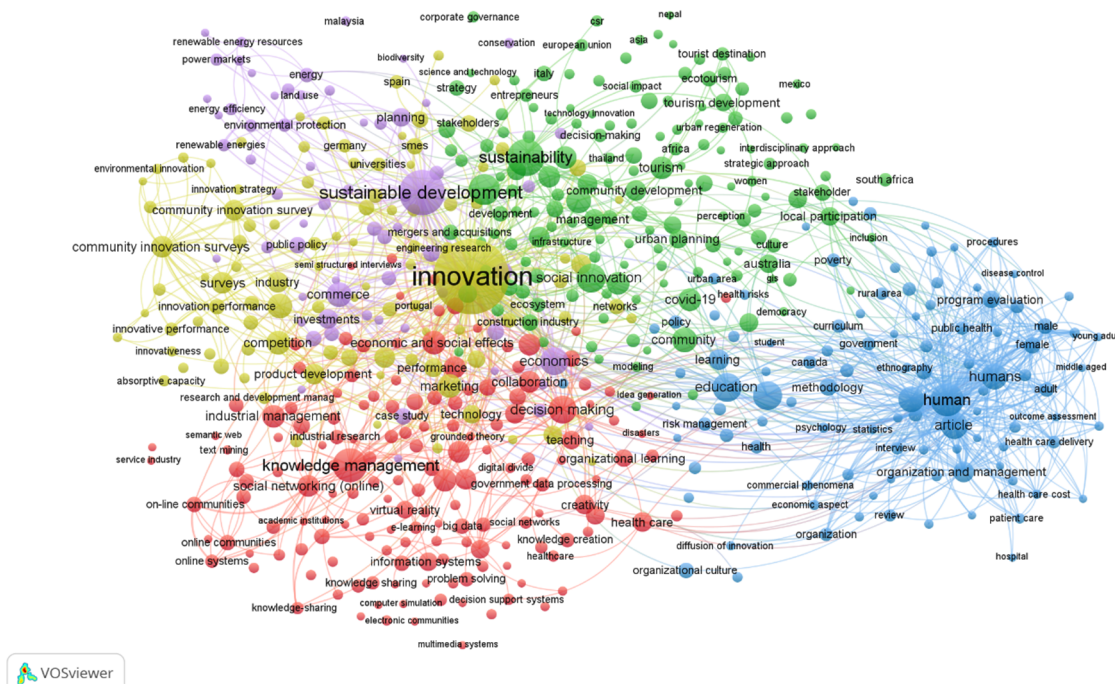 malaysia
corporate governance
csr
nepal
renewable energy resources
european union
asia
power markets
conservation
tourist destination
biodiversity
energy
science and technology
italy
ecotourism
spain
strategy
social impact
mexico
land use
entrepreneurs
tourism development
energy efficiency
planning
technology innovation
environmental protection
stakeholders
decision-making
urban regeneration
renewable energies
germany
smes
africa
interdisciplinary approach
universities
sustainability
thailand
strategic approach
environmental innovation
tourism
innovation strategy
sustainable development
community development
women
stakeholder
south africa
community innovation survey
development
management
perception
local participation
mergers and acquisitions
public policy
infrastructure
urban planning
culture
inclusion
community innovation surveys
engineering research
procedures
semi structured interviews
australia
poverty
innovation
social innovation
gis
disease control
surveys
industry
urban area
commerce
health risks
rural area
innovation performance
portugal
ecosystem
networks
covid-19
program evaluation
investments
construction industry
policy
democracy
innovative performance
curriculum
public health
male
young adu
competition
economic and social effects
community
student
government
female
innovativeness
economics
learning
canada
ethnography
middle aged
absorptive capacity
product development
performance
modeling
humans
collaboration
marketing
education
methodology
adult
research and development manag
idea generation
human
industrial management
case study
technology
decision making
risk management
psychology
statistics
article
outcome assessment
semantic web
industrial research
grounded theory
teaching
disasters
health care delivery
text mining
health
interview
service industry
knowledge management
digital divide
organizational learning
organization and management
social networking (online)
government data processing
commercial phenomena
health care cost
on-line communities
virtual reality
creativity
economic aspect
academic institutions
e-learning
big data
social networks
health care
review
patient care
online communities
knowledge creation
organization
online systems
information systems
healthcare
diffusion of innovation
hospital
knowledge sharing
problem solving
organizational culture
knowledge-sharing
computer simulation
decision support systems
electronic communities
multimedia systems
VOSviewer